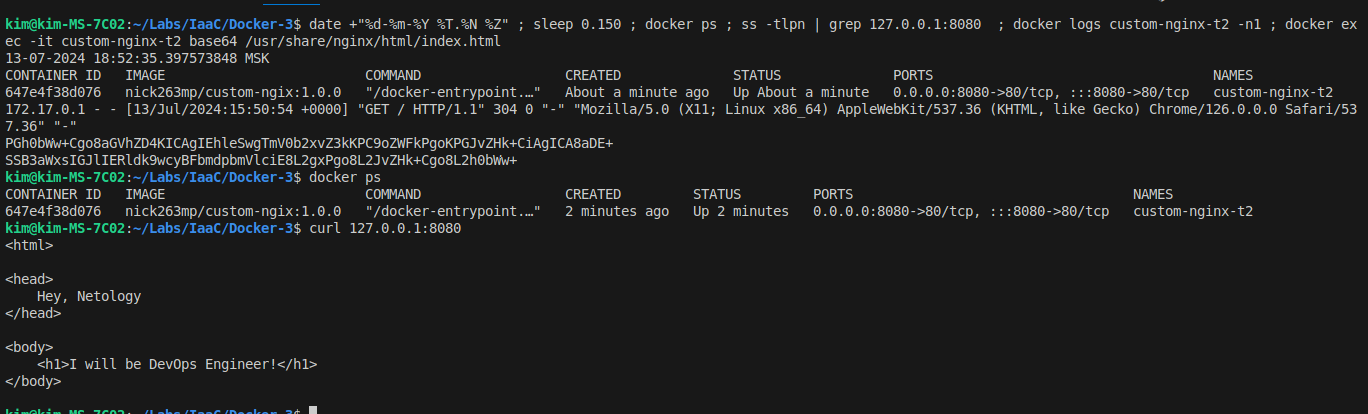 kim@kim-MS-7C02:~/Labs/IaaC/Docker-3$ date +"%d-%m-%Y %T.%N %Z" ; sleep 0.150 ; docker ps ; ss -tlpn | grep 127.0.0.1:8080  ; docker logs custom-nginx-t2 -n1 ; docker ex
ec -it custom-nginx-t2 base64 /usr/share/nginx/html/index.html
13-07-2024 18:52:35.397573848 MSK
CONTAINER ID   IMAGE                        COMMAND                  CREATED              STATUS              PORTS                                   NAMES
647e4f38d076   nick263mp/custom-ngix:1.0.0   "/docker-entrypoint.…"   About a minute ago   Up About a minute   0.0.0.0:8080->80/tcp, :::8080->80/tcp   custom-nginx-t2
172.17.0.1 - - [13/Jul/2024:15:50:54 +0000] "GET / HTTP/1.1" 304 0 "-" "Mozilla/5.0 (X11; Linux x86_64) AppleWebKit/537.36 (KHTML, like Gecko) Chrome/126.0.0.0 Safari/53
7.36" "-"
PGh0bWw+Cgo8aGVhZD4KICAgIEhleSwgTmV0b2xvZ3kKPC9oZWFkPgoKPGJvZHk+CiAgICA8aDE+
SSB3aWxsIGJlIERldk9wcyBFbmdpbmVlciE8L2gxPgo8L2JvZHk+Cgo8L2h0bWw+
kim@kim-MS-7C02:~/Labs/IaaC/Docker-3$ docker ps
CONTAINER ID   IMAGE                        COMMAND                  CREATED         STATUS         PORTS                                   NAMES
647e4f38d076   nick263mp/custom-ngix:1.0.0   "/docker-entrypoint.…"   2 minutes ago   Up 2 minutes   0.0.0.0:8080->80/tcp, :::8080->80/tcp   custom-nginx-t2
kim@kim-MS-7C02:~/Labs/IaaC/Docker-3$ curl 127.0.0.1:8080
<html>
<head>
    Hey, Netology
</head>
<body>
    <h1>I will be DevOps Engineer!</h1>
</body>
kim@kim-MS-7C02:~/Labs/IaaC/Docker-3$